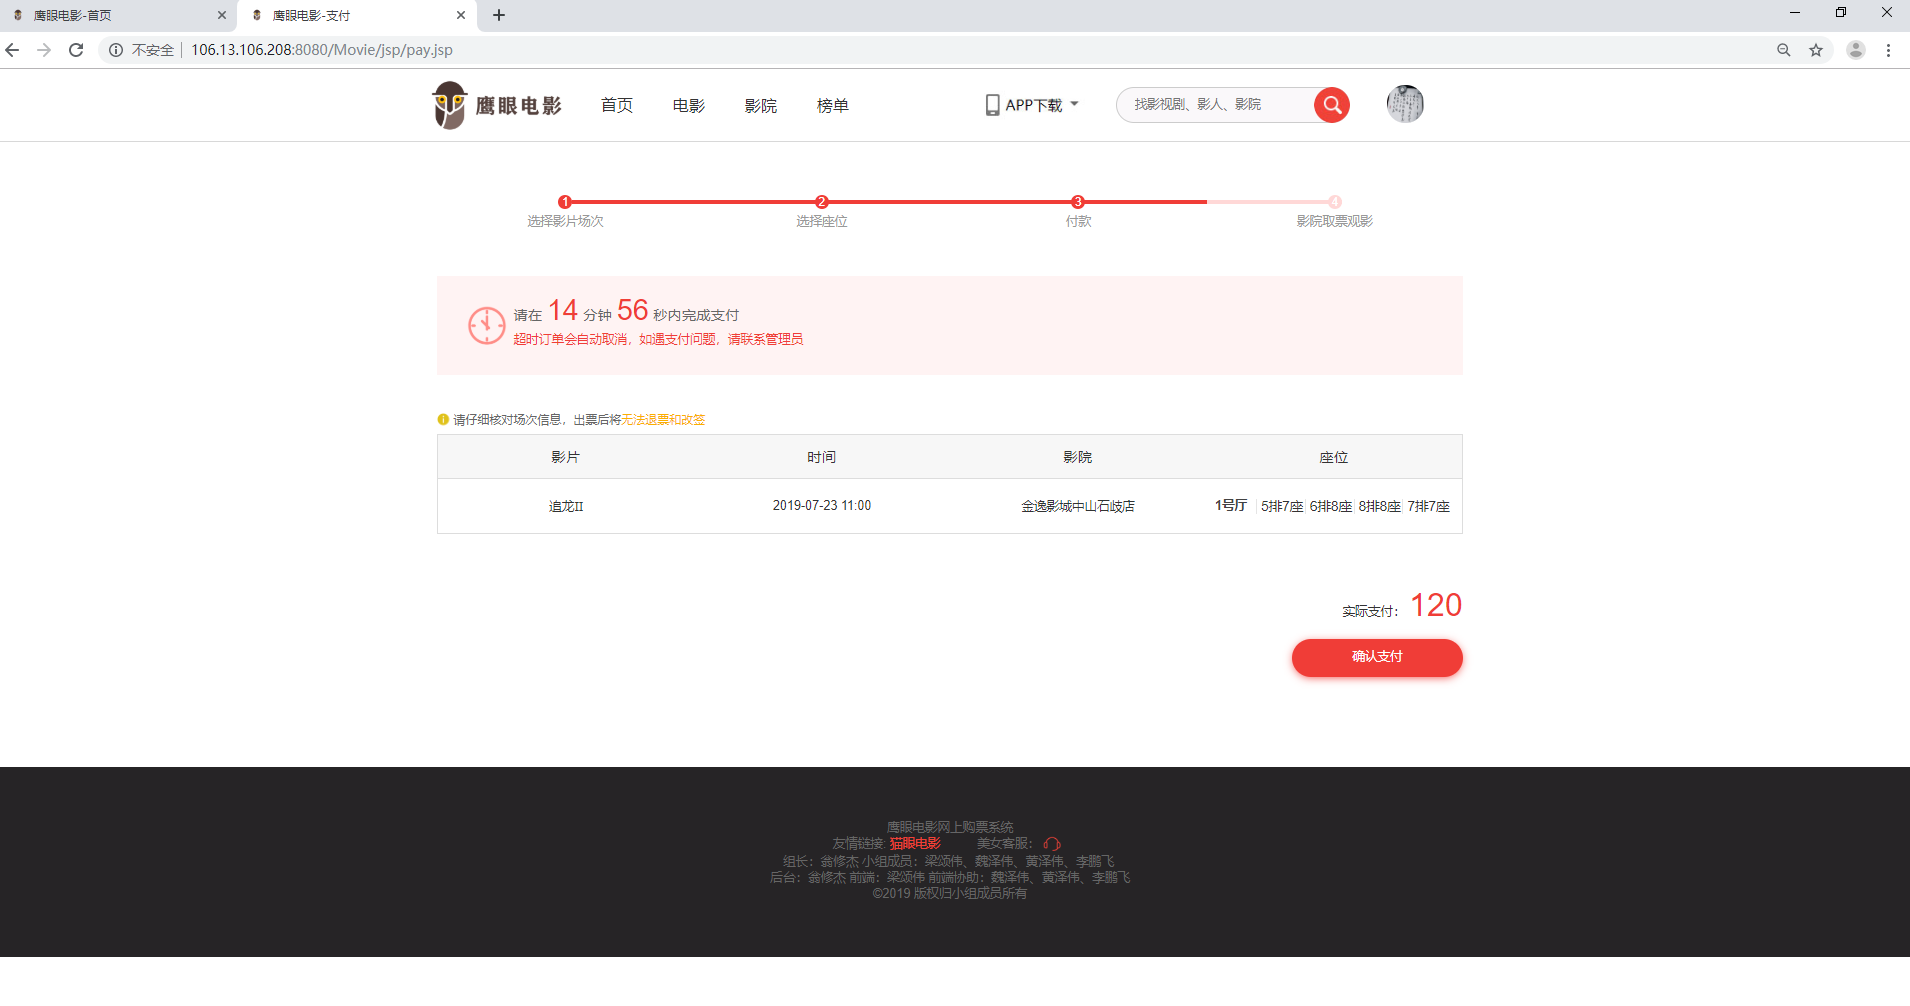 鹰眼电影-首页
鹰眼电影-支付
不安全 106.13.106.208:8080/Movie/jsp/pay.jsp
鹰眼电影 首页 电影 影院 榜单 APP下载 找影视剧、影人、影院
1 2 3 4
选择影片场次 选择座位 付款 影院取票观影
请在 14 分钟 56 秒内完成支付
超时订单会自动取消，如遇支付问题，请联系管理员
请仔细核对场次信息，出票后将无法退票和改签
影片 时间 影院 座位
追龙II 2019-07-23 11:00 金逸影城中山石歧店 1号厅 5排7座 6排8座 8排8座 7排7座
实际支付： 120
确认支付
鹰眼电影网上购票系统
友情链接: 猫眼电影 美女客服：
组长：翁修杰 小组成员：梁颂伟、魏泽伟、黄泽伟、李鹏飞
后台：翁修杰 前端：梁颂伟 前端协助：魏泽伟、黄泽伟、李鹏飞
©2019 版权归小组成员所有